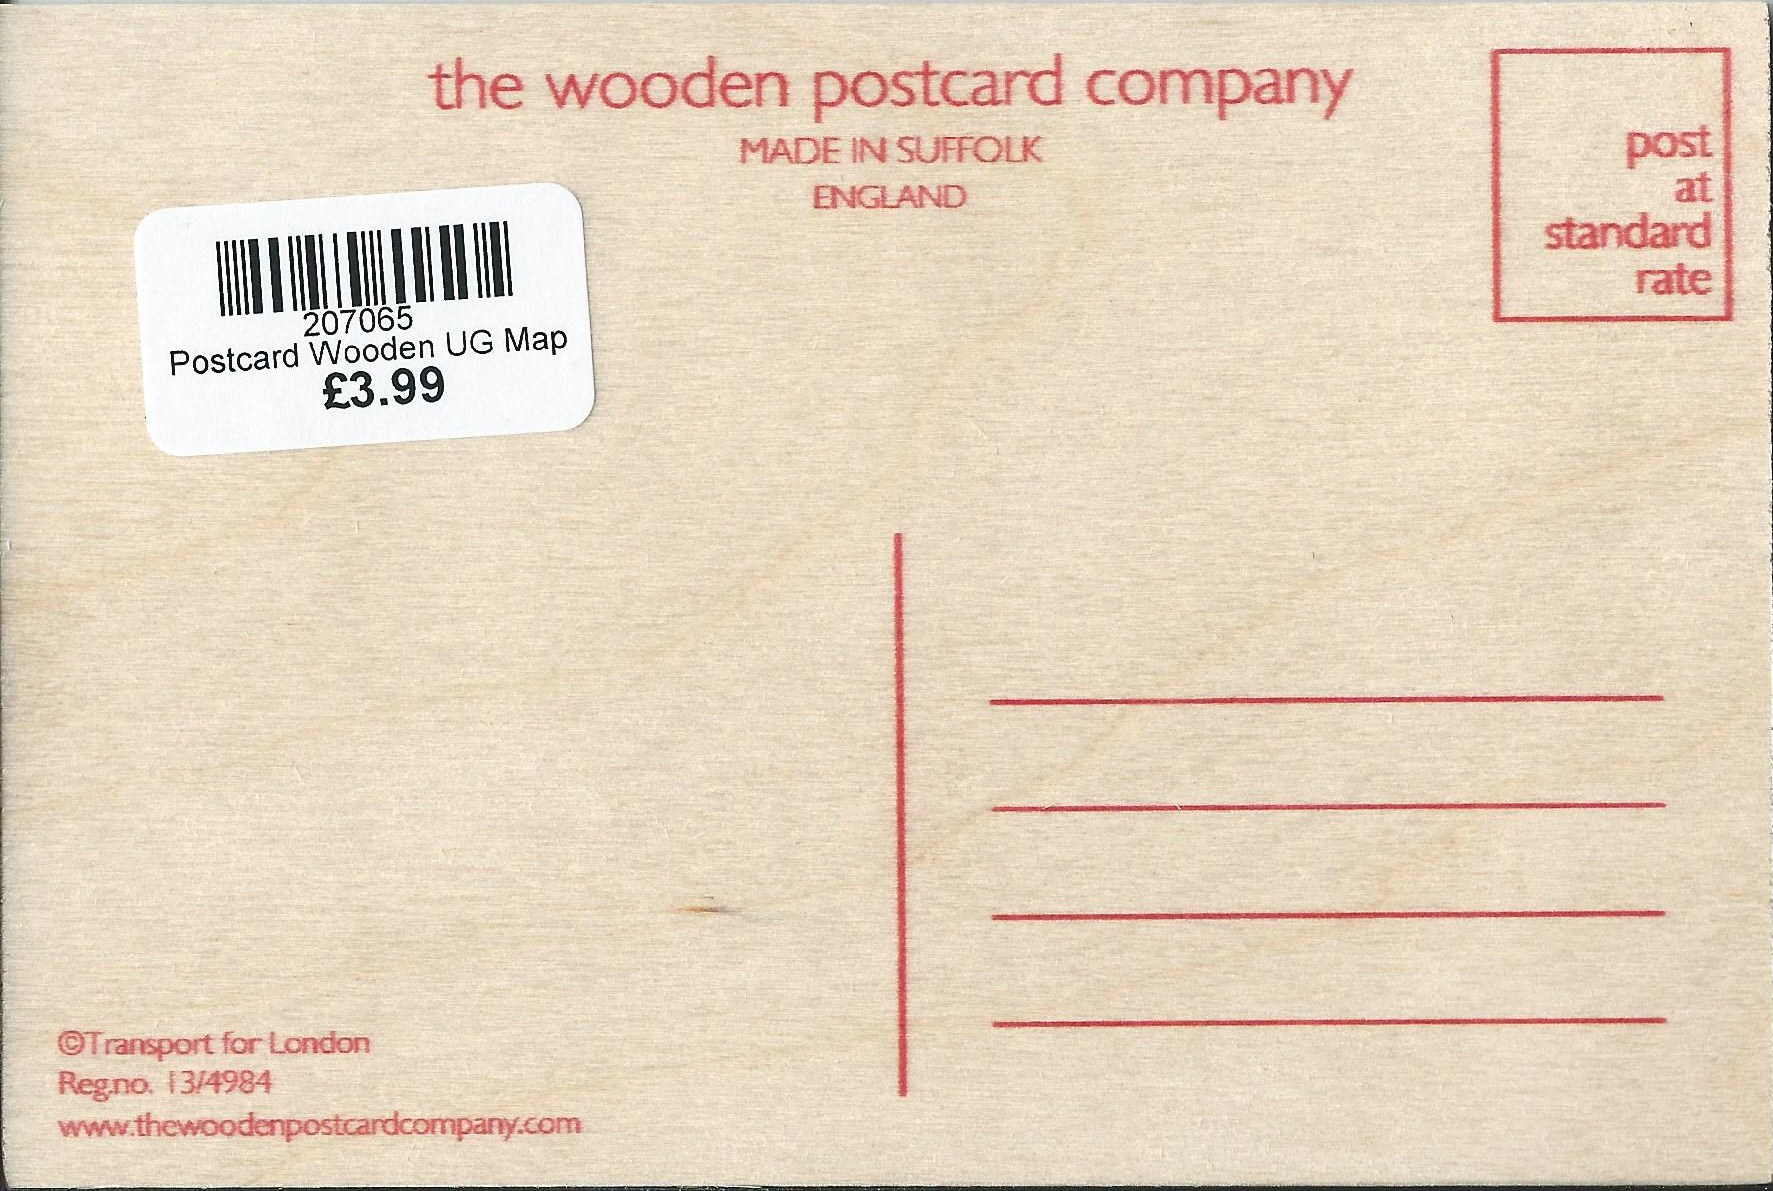 the wooden postcard company
MADE IN SUFFOLK
ENGLAND
post
at
standard
rate
207065
Postcard Wooden UG Map
£3.99
©Transport for London
Reg.no. 13/4984
www.thewoodenpostcardcompany.com